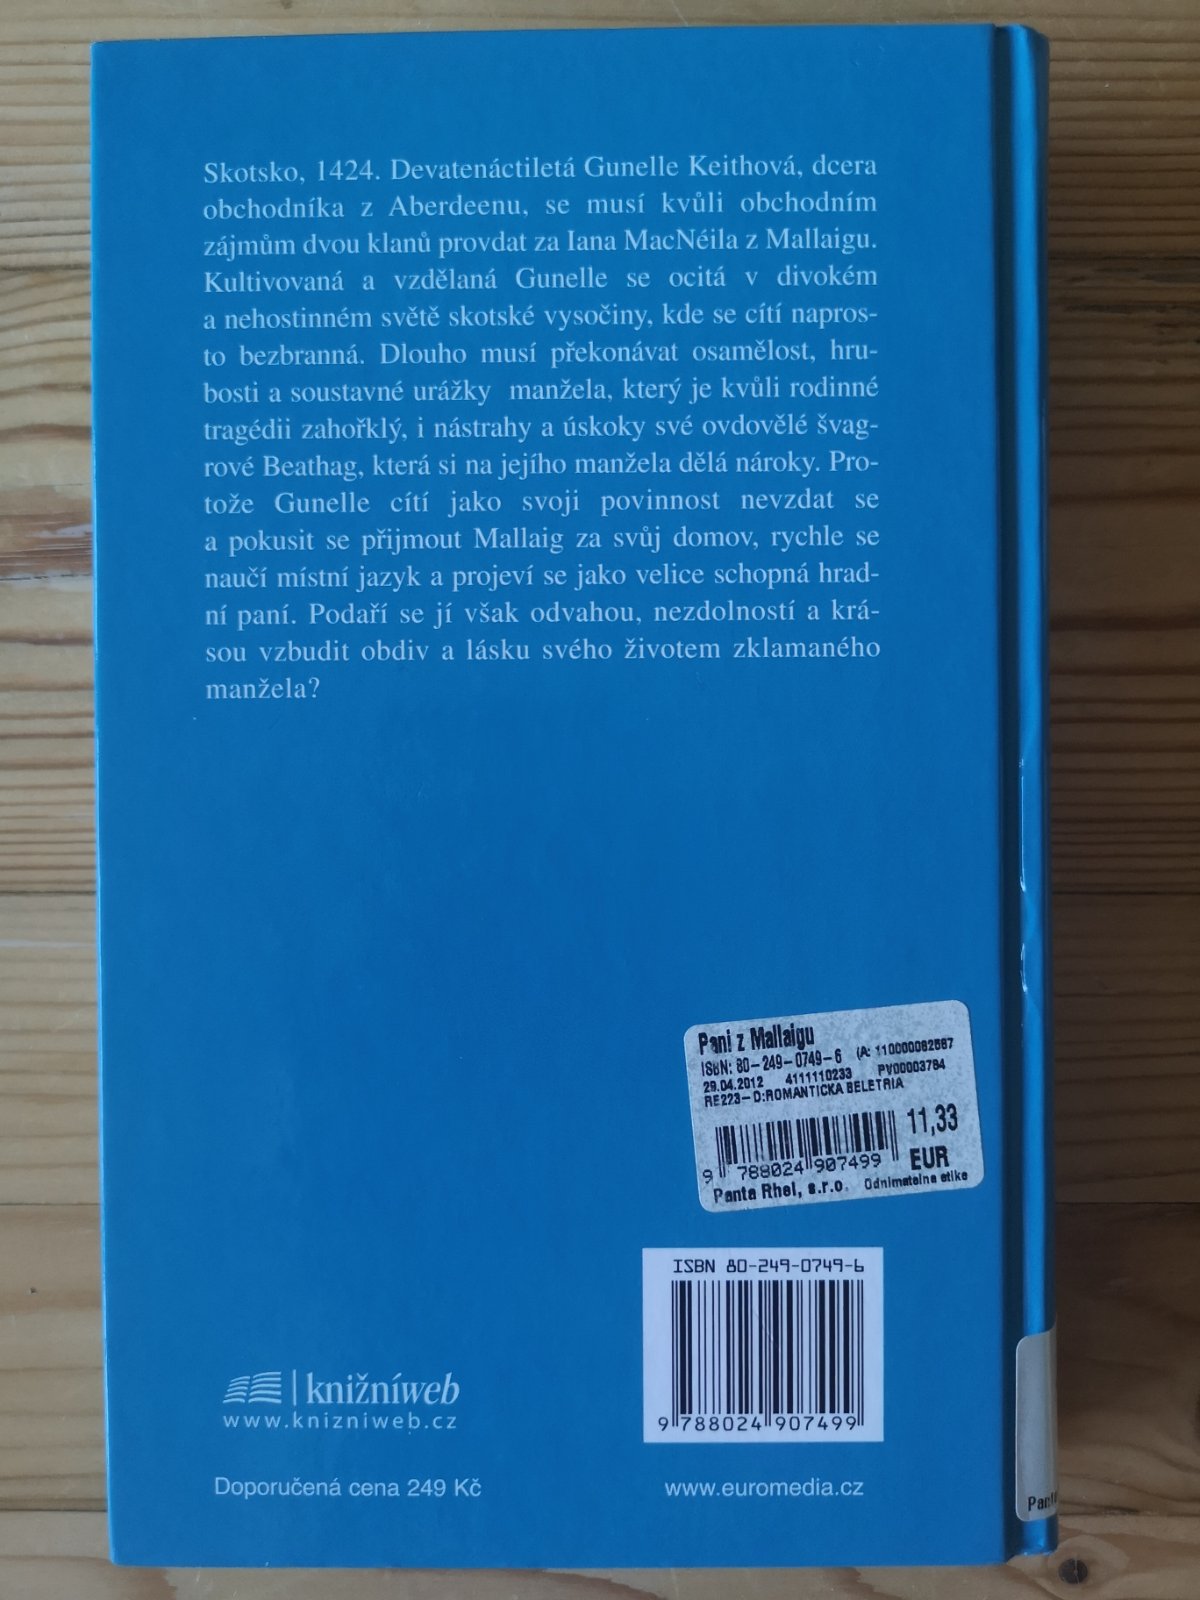 Skotsko, 1424. Devatenáctiletá Gunelle Keithová, dcera
obchodníka z Aberdeenu, se musí kvůli obchodním
zájmům dvou klanů provdat za Iana MacNéila z Mallaigu.
Kultivovaná a vzdělaná Gunelle se ocitá v divokém
a nehostinném světě skotské vysočiny, kde se cítí napros-
to bezbranná. Dlouho musí překonávat osamělost, hru-
bosti a soustavné urážky manžela, který je kvůli rodinné
tragédii zahořklý, i nástrahy a úskoky své ovdovělé švag-
rové Beathag, která si na jejího manžela dělá nároky. Pro-
tože Gunelle cítí jako svoji povinnost nevzdat se
a pokusit se přijmout Mallaig za svůj domov, rychle se
naučí místní jazyk a projeví se jako velice schopná hrad-
ní paní. Podaří se jí však odvahou, nezdolností a krá-
sou vzbudit obdiv a lásku svého životem zklamaného
manžela?
Pani z Mallaigu
ISBN: 80-249-0749-6 (A: 110000082587
29.04.2012 4111110233 PV00003784
RE223-D:ROMANTICKA BELETRIA
11,33
EUR
9 788024 907499
Panta Rhei, s.r.o. Odnimatelna etike
ISBN 80-249-0749-6
9 788024 907499
knižníweb
www.knizniweb.cz
Doporučená cena 249 Kč
www.euromedia.cz